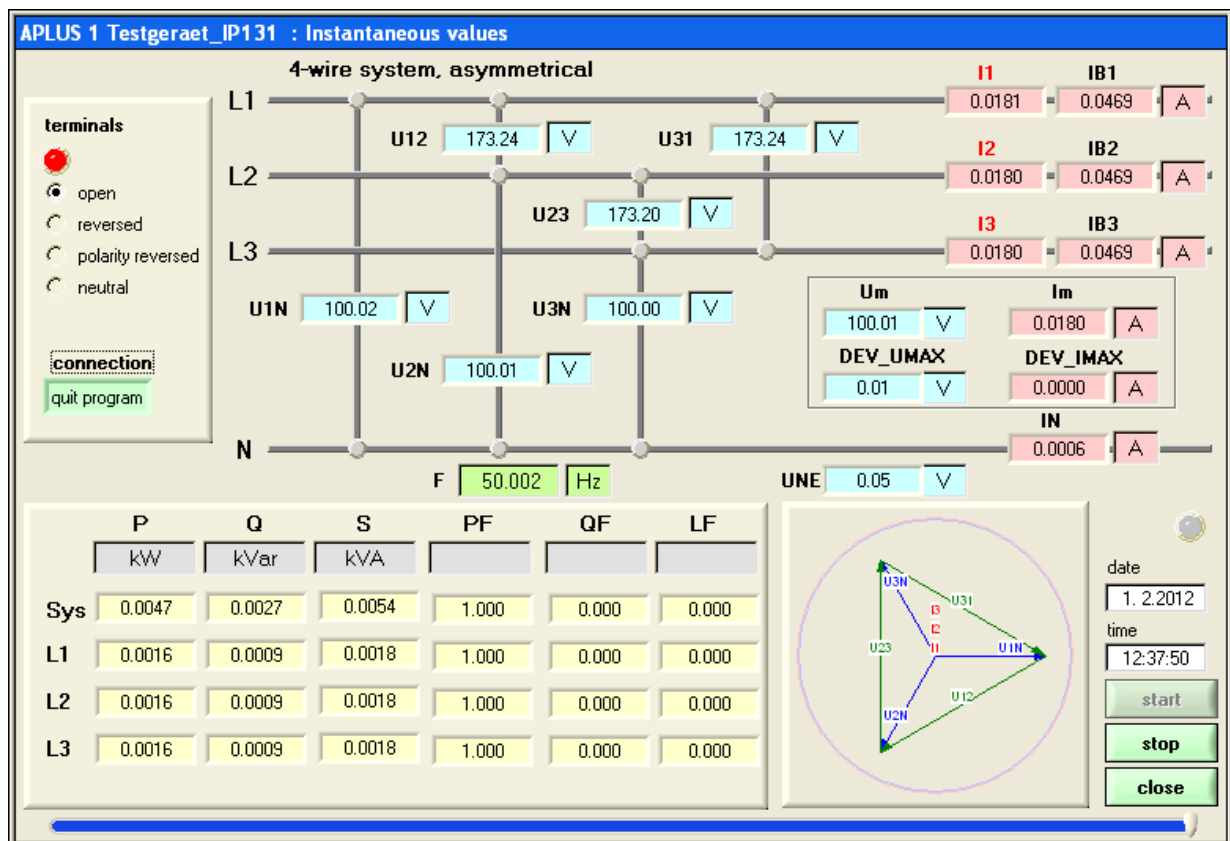 APLUS 1 Testgeraet_IP131 : Instantaneous values
4-wire system, asymmetrical
terminals
open
reversed
polarity reversed
neutral
connection
quit program
I1 IB1
L1 0.0181 0.0469 A
U12 173.24 V U31 173.24 V
I2 IB2
L2 0.0180 0.0469 A
U23 173.20 V
I3 IB3
L3 0.0180 0.0469 A
U1N 100.02 V U3N 100.00 V
U2N 100.01 V
Um Im
100.01 V 0.0180 A
DEV_UMAX DEV_IMAX
0.01 V 0.0000 A
IN
N 0.0006 A
F 50.002 Hz UNE 0.05 V
P Q S PF QF LF
kW kVar kVA
Sys 0.0047 0.0027 0.0054 1.000 0.000 0.000
L1 0.0016 0.0009 0.0018 1.000 0.000 0.000
L2 0.0016 0.0009 0.0018 1.000 0.000 0.000
L3 0.0016 0.0009 0.0018 1.000 0.000 0.000
U3N
U31
I3
I2
I1
U23
U1N
U12
U2N
date
1. 2.2012
time
12:37:50
start
stop
close